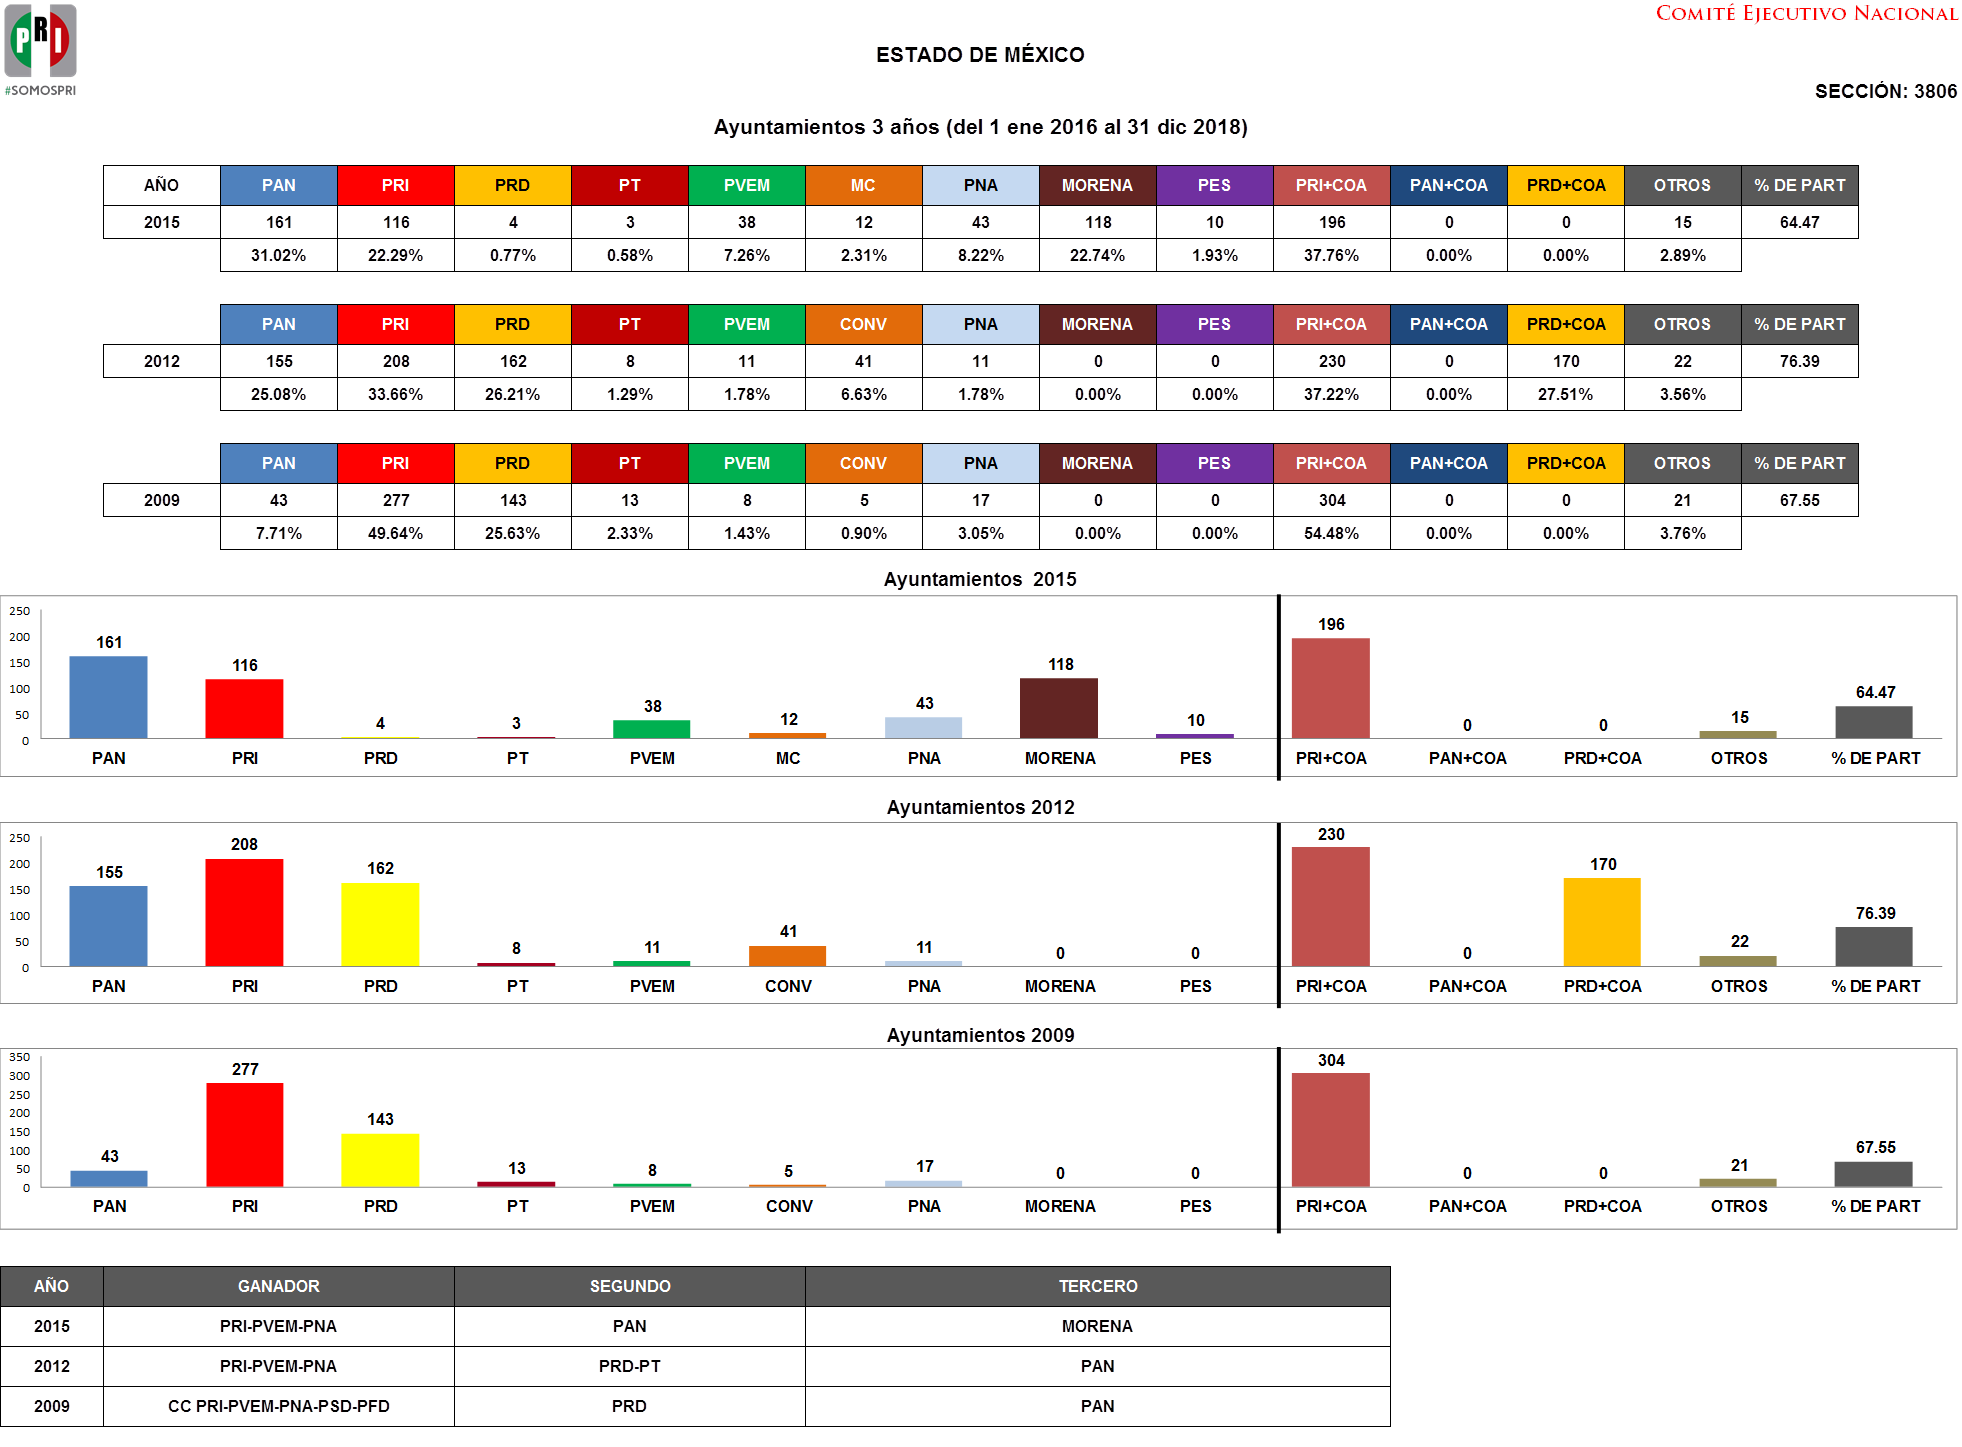 PRI
#SOMOSPRI
COMITÉ EJECUTIVO NACIONAL
ESTADO DE MÉXICO
SECCIÓN: 3806
Ayuntamientos 3 años (del 1 ene 2016 al 31 dic 2018)
AÑO PAN PRI PRD PT PVEM MC PNA MORENA PES PRI+COA PAN+COA PRD+COA OTROS % DE PART
2015 161 116 4 3 38 12 43 118 10 196 0 0 15 64.47
31.02% 22.29% 0.77% 0.58% 7.26% 2.31% 8.22% 22.74% 1.93% 37.76% 0.00% 0.00% 2.89%
PAN PRI PRD PT PVEM CONV PNA MORENA PES PRI+COA PAN+COA PRD+COA OTROS % DE PART
2012 155 208 162 8 11 41 11 0 0 230 0 170 22 76.39
25.08% 33.66% 26.21% 1.29% 1.78% 6.63% 1.78% 0.00% 0.00% 37.22% 0.00% 27.51% 3.56%
PAN PRI PRD PT PVEM CONV PNA MORENA PES PRI+COA PAN+COA PRD+COA OTROS % DE PART
2009 43 277 143 13 8 5 17 0 0 304 0 0 21 67.55
7.71% 49.64% 25.63% 2.33% 1.43% 0.90% 3.05% 0.00% 0.00% 54.48% 0.00% 0.00% 3.76%
Ayuntamientos 2015
250
200
150
100
50
0
161 116 4 3 38 12 43 118 10 196 0 0 15 64.47
PAN PRI PRD PT PVEM MC PNA MORENA PES PRI+COA PAN+COA PRD+COA OTROS % DE PART
Ayuntamientos 2012
250
200
150
100
50
0
155 208 162 8 11 41 11 0 0 230 0 170 22 76.39
PAN PRI PRD PT PVEM CONV PNA MORENA PES PRI+COA PAN+COA PRD+COA OTROS % DE PART
Ayuntamientos 2009
350
300
250
200
150
100
50
0
43 277 143 13 8 5 17 0 0 304 0 0 21 67.55
PAN PRI PRD PT PVEM CONV PNA MORENA PES PRI+COA PAN+COA PRD+COA OTROS % DE PART
AÑO GANADOR SEGUNDO TERCERO
2015 PRI-PVEM-PNA PAN MORENA
2012 PRI-PVEM-PNA PRD-PT PAN
2009 CC PRI-PVEM-PNA-PSD-PFD PRD PAN